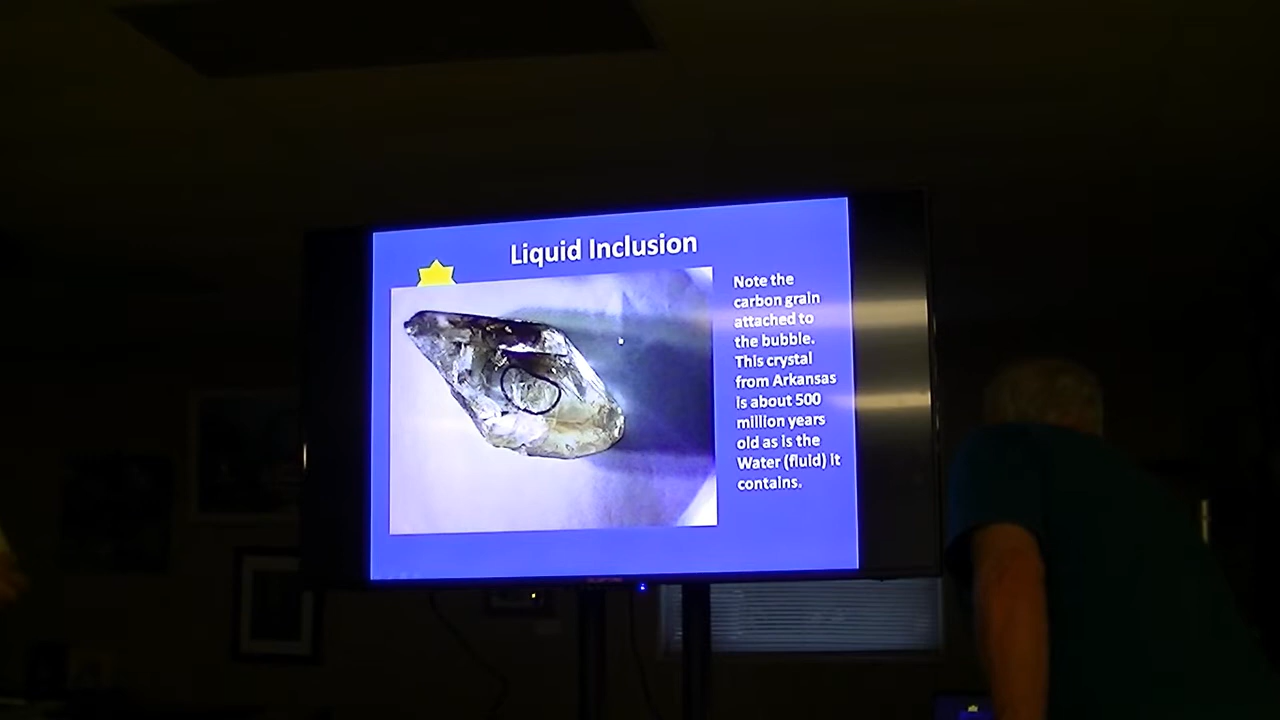 Liquid Inclusion
Note the
carbon grain
attached to
the bubble.
This crystal
from Arkansas
is about 500
million years
old as is the
Water (fluid) it
contains.